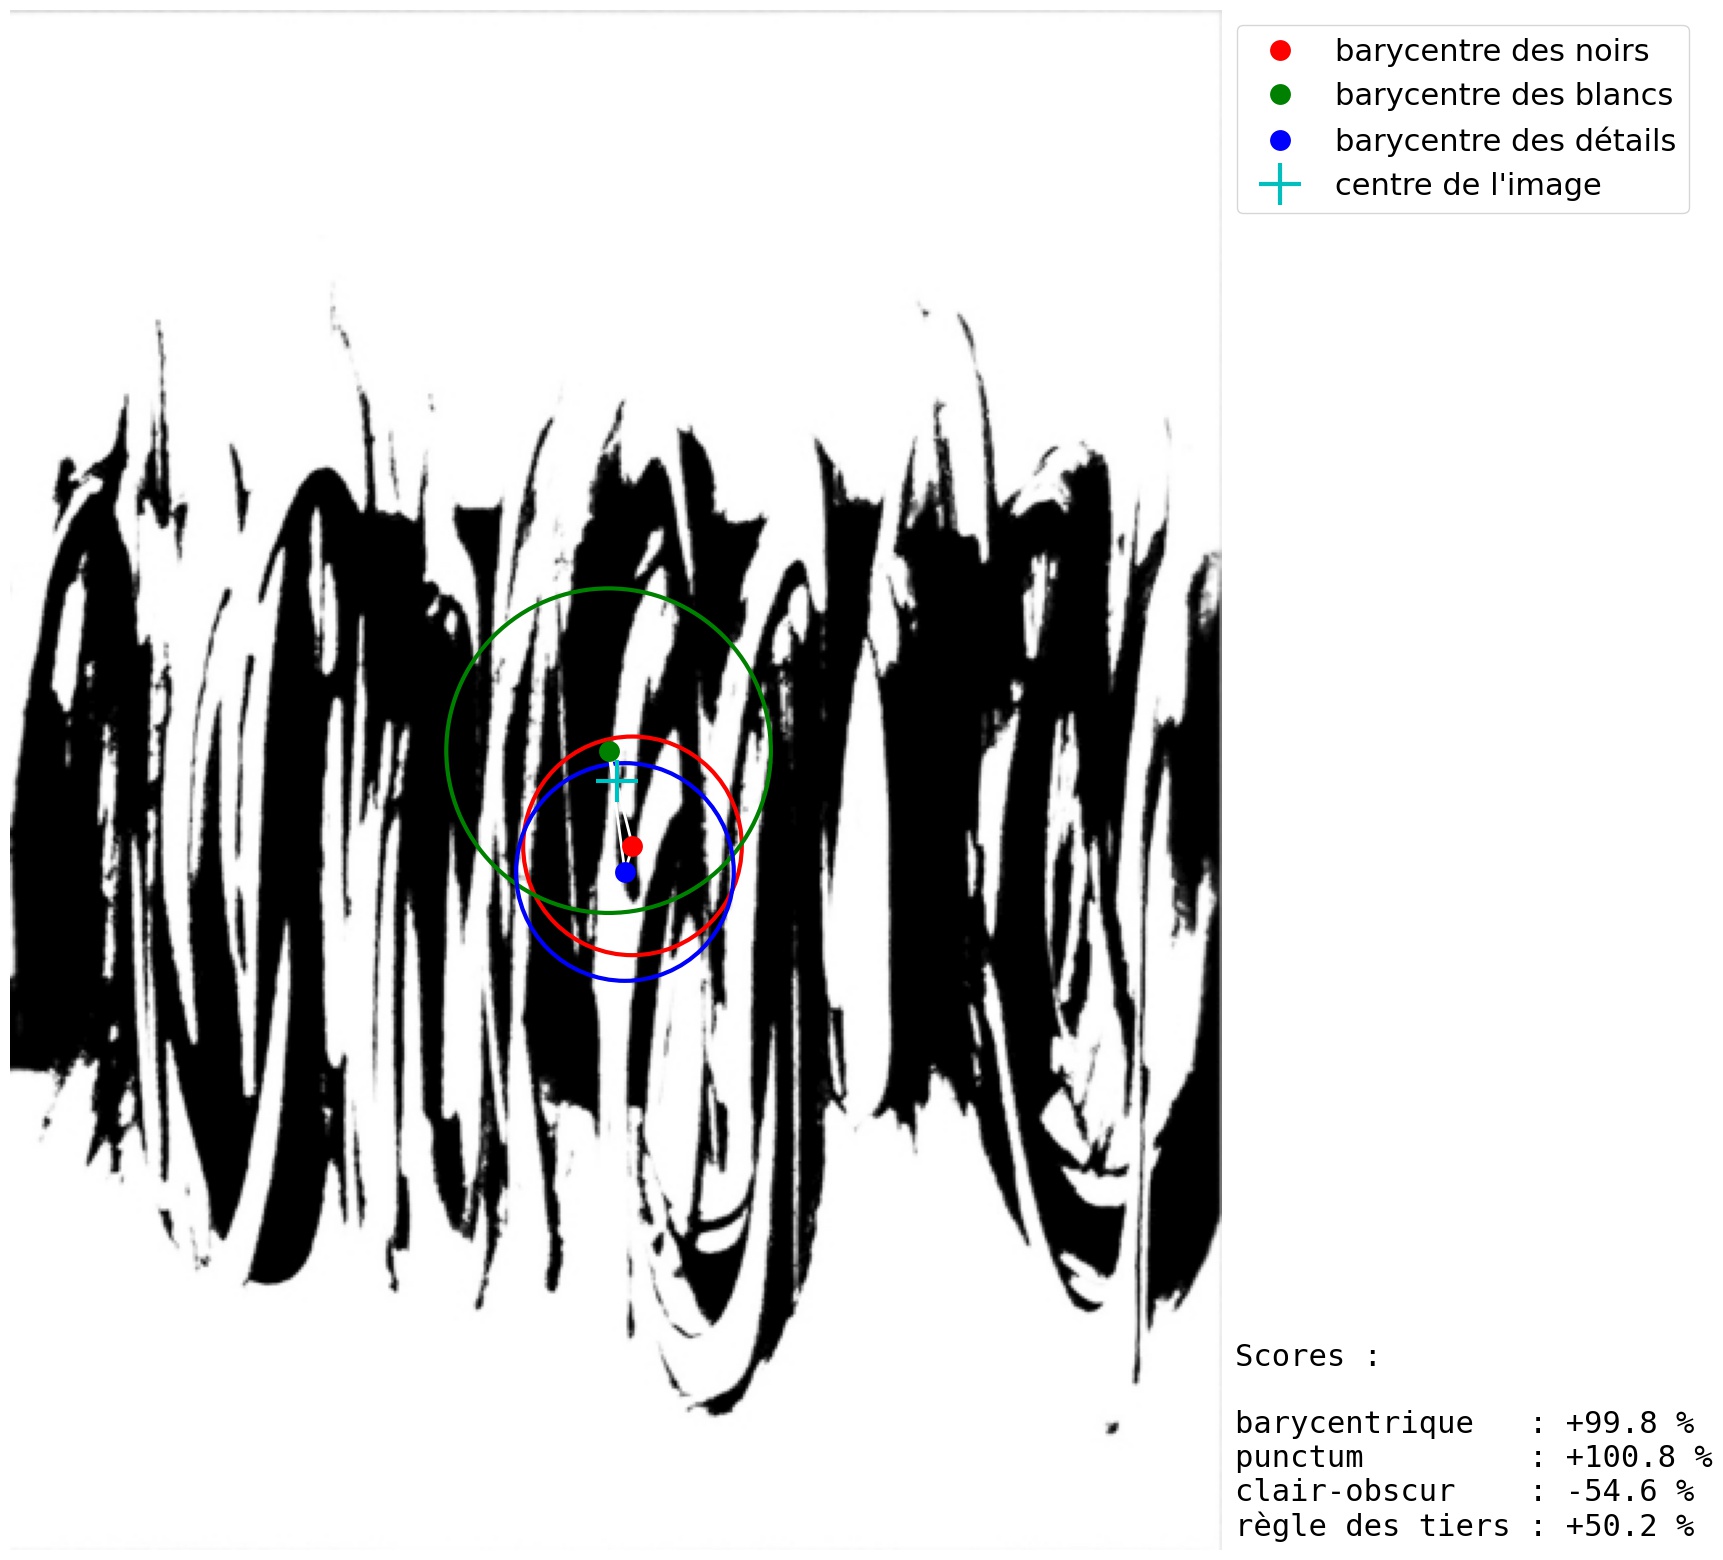 barycentre des noirs
barycentre des blancs
barycentre des détails
centre de l'image
Scores :
barycentrique   : +99.8 %
punctum         : +100.8 %
clair-obscur    : -54.6 %
règle des tiers : +50.2 %